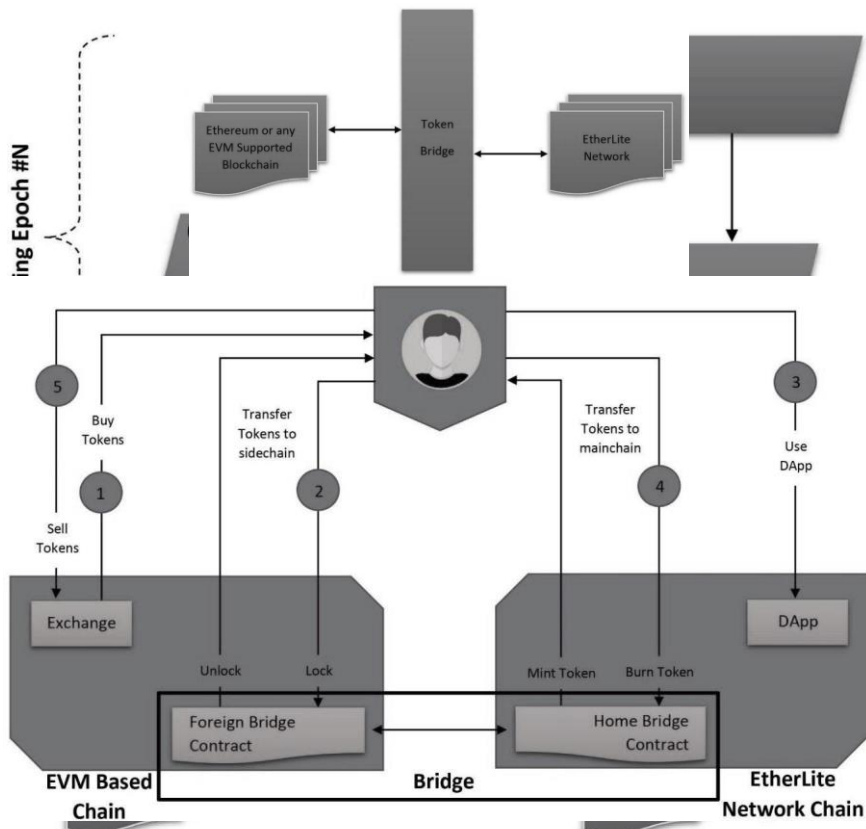 ing Epoch #N
Ethereum or any
EVM Supported
Blockchain
Token
Bridge
EtherLite
Network
5
Buy
Tokens
1
Sell
Tokens
Transfer
Tokens to
sidechain
2
Transfer
Tokens to
mainchain
4
3
Use
DApp
Exchange
DApp
Unlock
Lock
Mint Token
Burn Token
Foreign Bridge
Contract
Home Bridge
Contract
EVM Based
Chain
Bridge
EtherLite
Network Chain